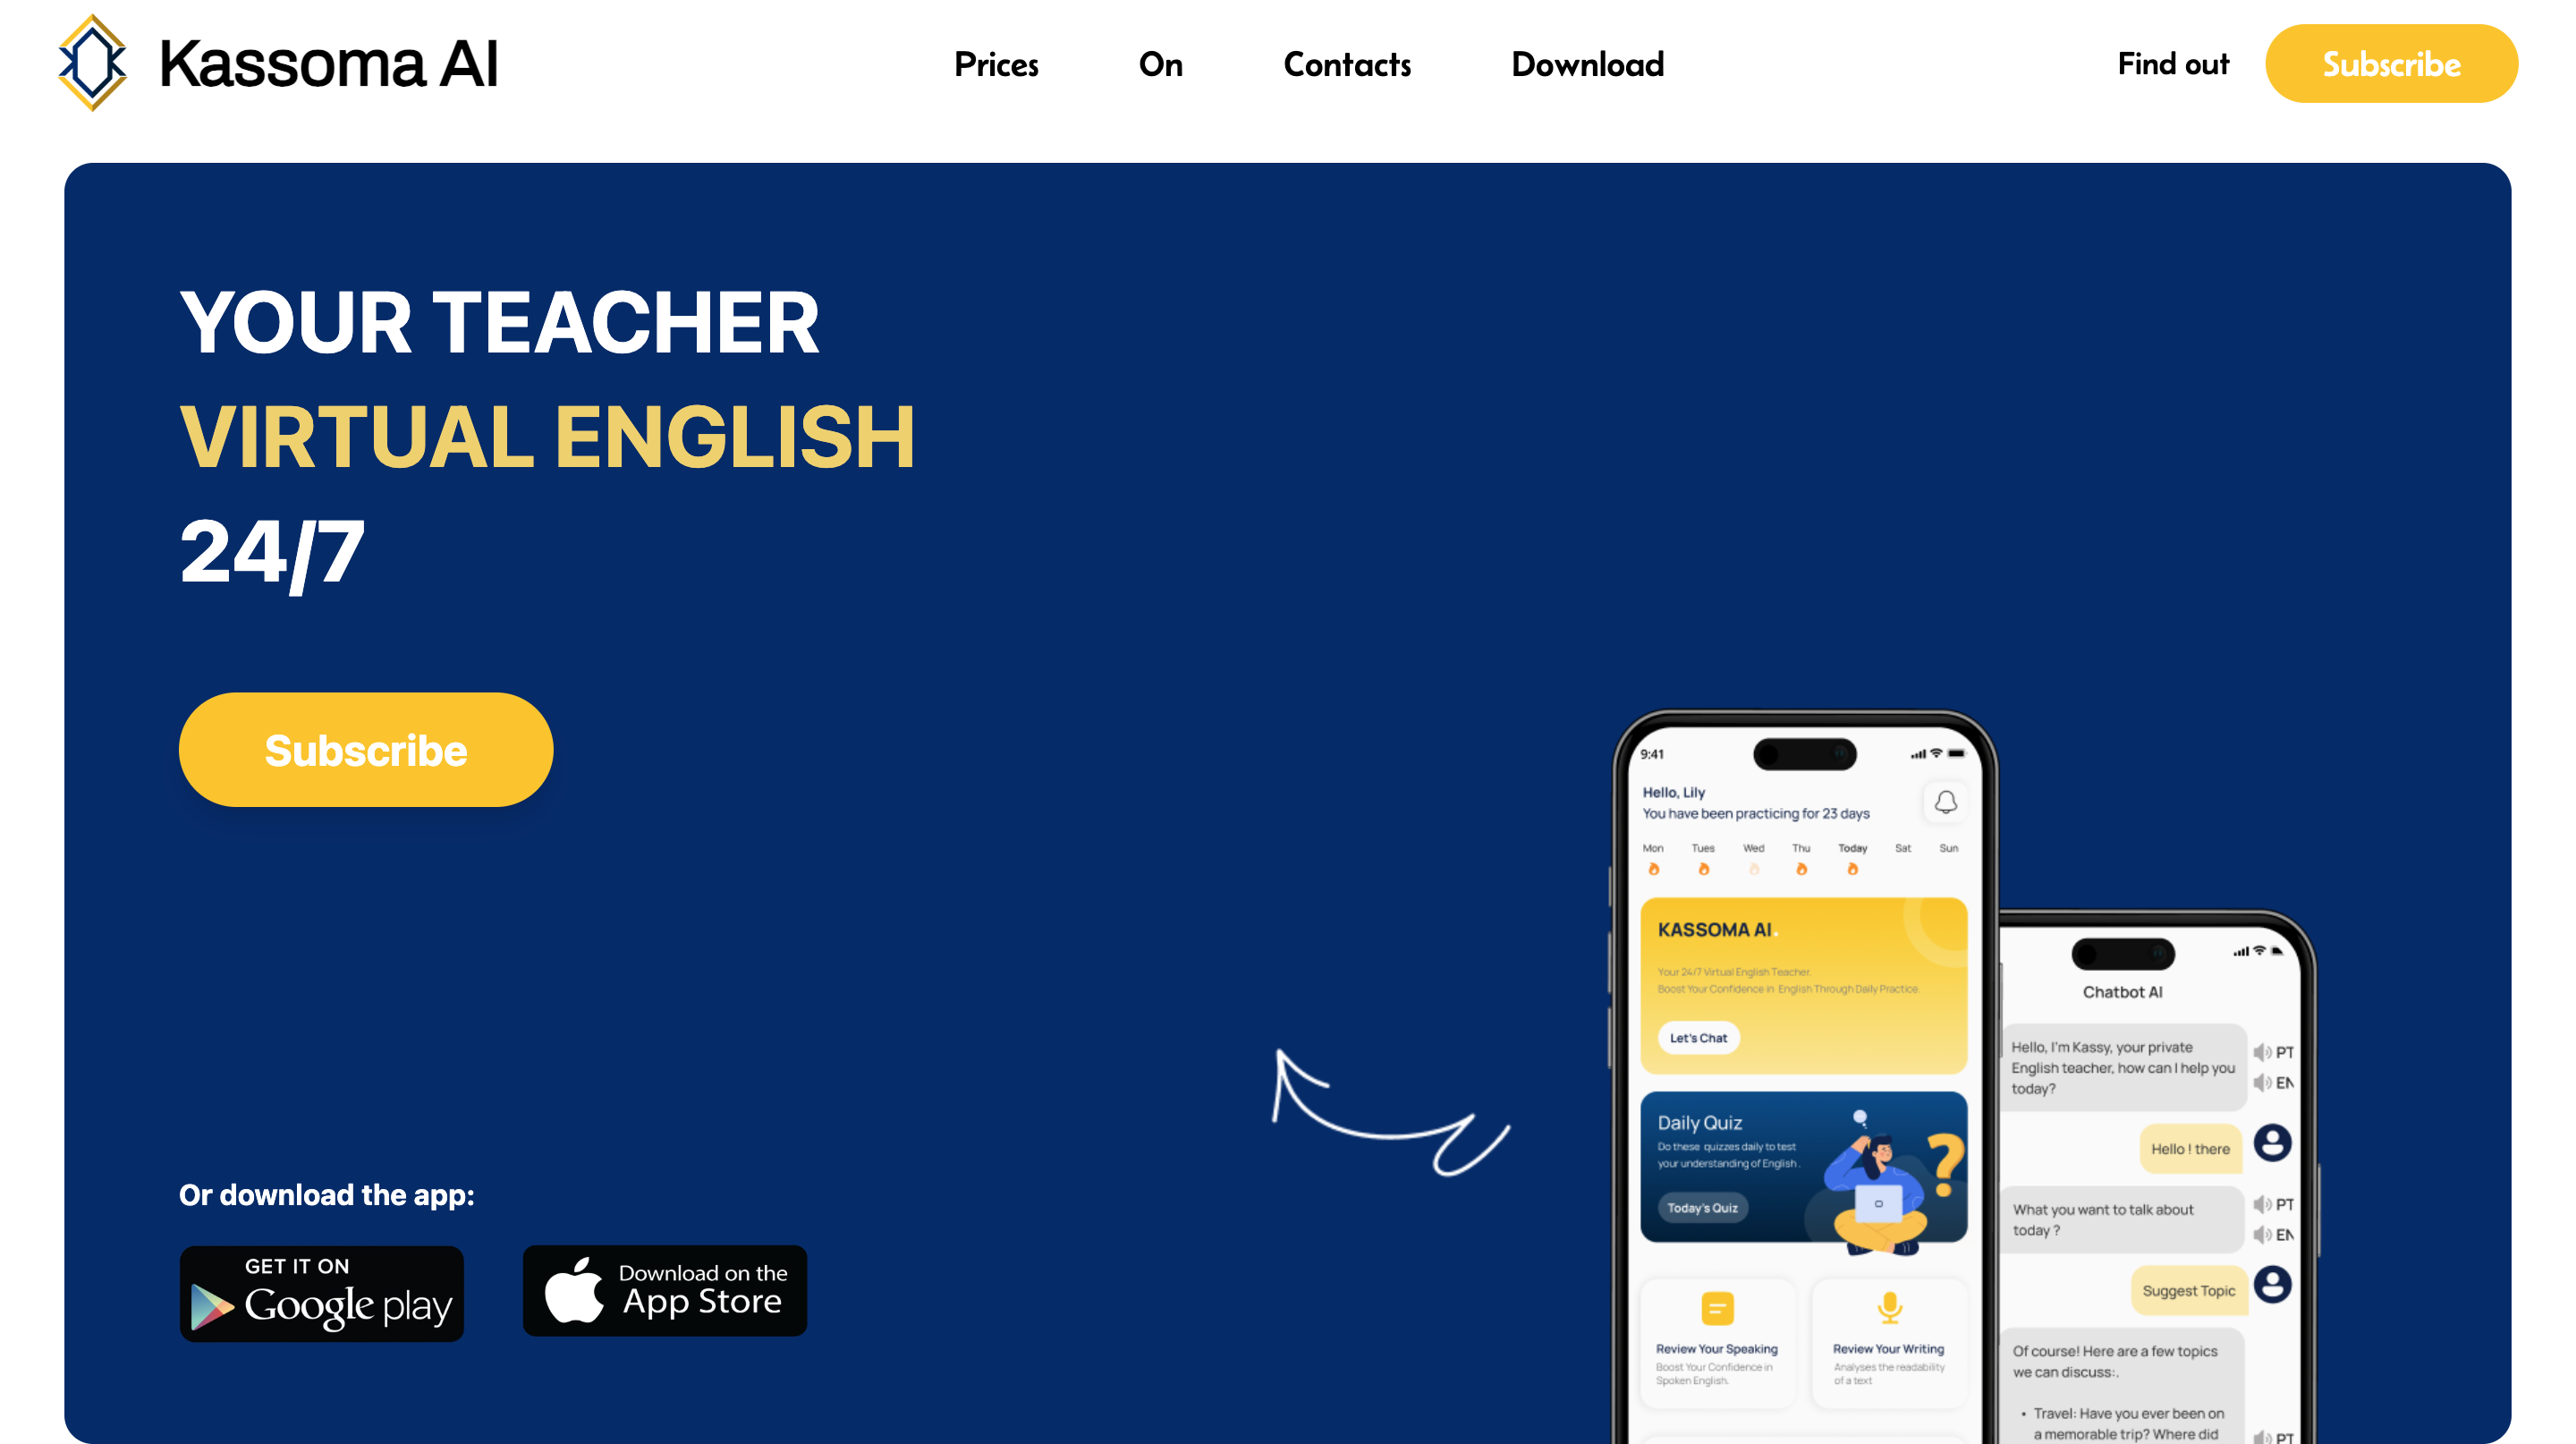 Kassoma AI
Prices
On
Contacts
Download
Find out
Subscribe
YOUR TEACHER
VIRTUAL ENGLISH
24/7
Subscribe
Or download the app:
GET IT ON
Google play
Download on the
App Store
9:41
Hello, Lily
You have been practicing for 23 days
Mon Tues Wed Thu Today Sat Sun
KASSOMA AI.
Your 24/7 Virtual English Teacher.
Boost Your Confidence in English Through Daily Practice.
Let's Chat
Daily Quiz
Do these quizzes daily to test
your understanding of English.
Today's Quiz
Review Your Speaking
Boost Your Confidence in
Spoken English.
Review Your Writing
Analyses the readability
of a text
Chatbot AI
Hello, I'm Kassy, your private
English teacher, how can I help you
today?
PT
EN
Hello ! there
What you want to talk about
today ?
PT
EN
Suggest Topic
Of course! Here are a few topics
we can discuss:.
• Travel: Have you ever been on
a memorable trip? Where did
PT